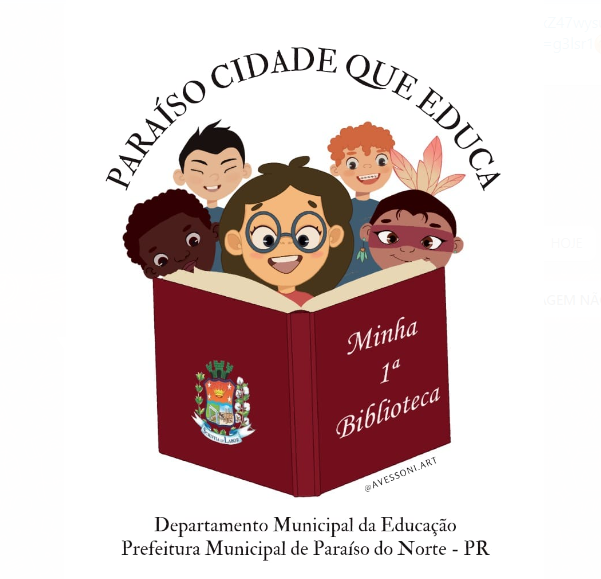 PARAÍSO CIDADE QUE EDUCA
Minha
1ª
Biblioteca
@AVESSONI.ART
Departamento Municipal da Educação
Prefeitura Municipal de Paraíso do Norte - PR
HOJE